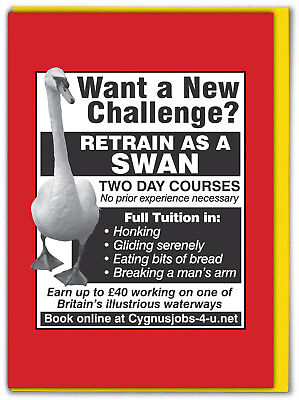 Want a New
Challenge?
RETRAIN AS A
SWAN
TWO DAY COURSES
No prior experience necessary
Full Tuition in:
• Honking
• Gliding serenely
• Eating bits of bread
• Breaking a man's arm
Earn up to £40 working on one of
Britain's illustrious waterways
Book online at Cygnusjobs-4-u.net